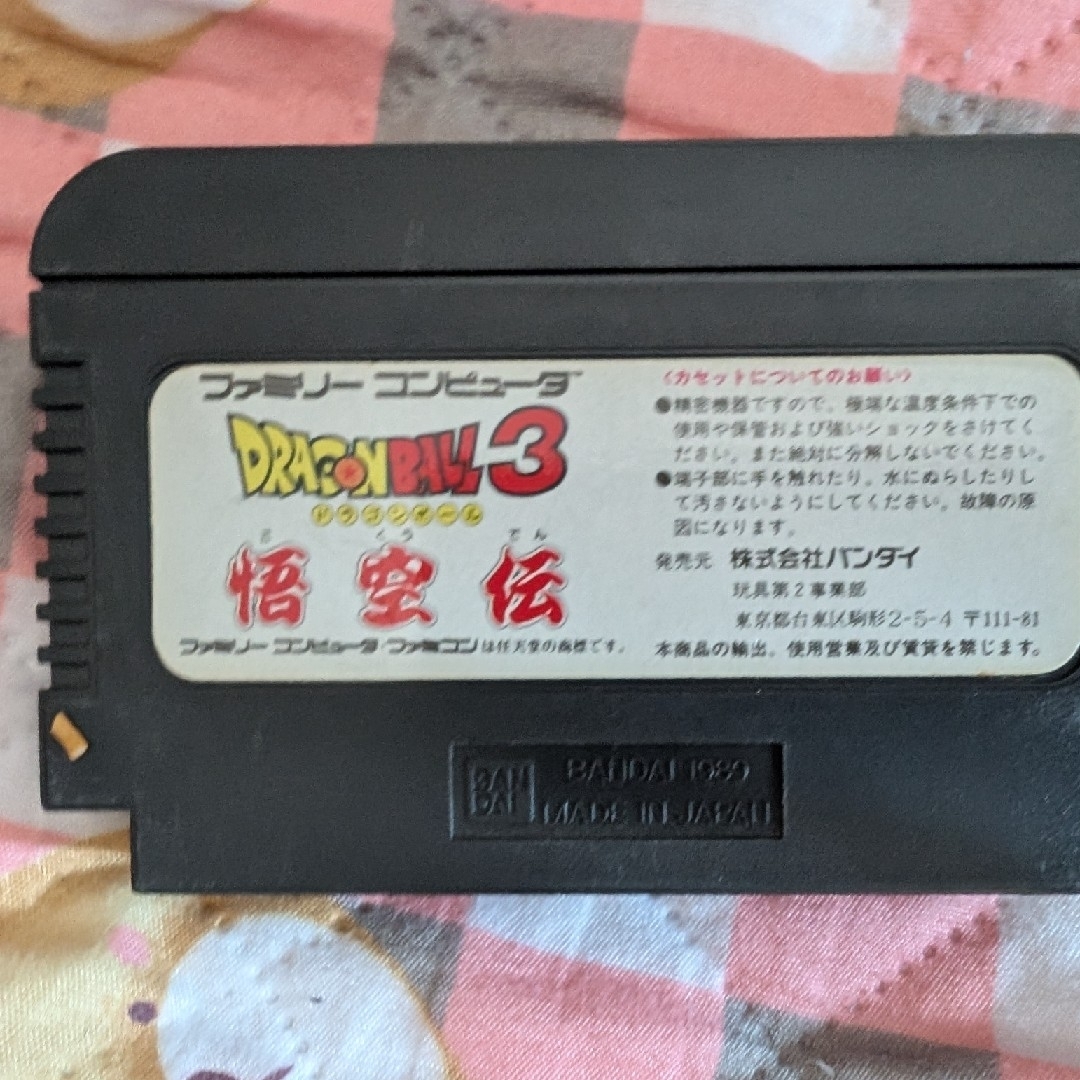 ファミリー コンピュータ™
DRAGON BALL 3
ドラゴンボール
ご くう でん
悟空伝
ファミリー コンピュータ・ファミコンは任天堂の商標です。
〈カセットについてのお願い〉
●精密機器ですので、極端な温度条件下での
使用や保管および強いショックをさけてく
ださい。また絶対に分解しないでください。
●端子部に手を触れたり、水にぬらしたりし
て汚さないようにしてください。故障の原
因になります。
発売元 株式会社バンダイ
玩具第2事業部
東京都台東区駒形2-5-4 〒111-81
本商品の輸出、使用営業及び賃貸を禁じます。
BAN
DAI
BANDAI 1989
MADE IN JAPAN